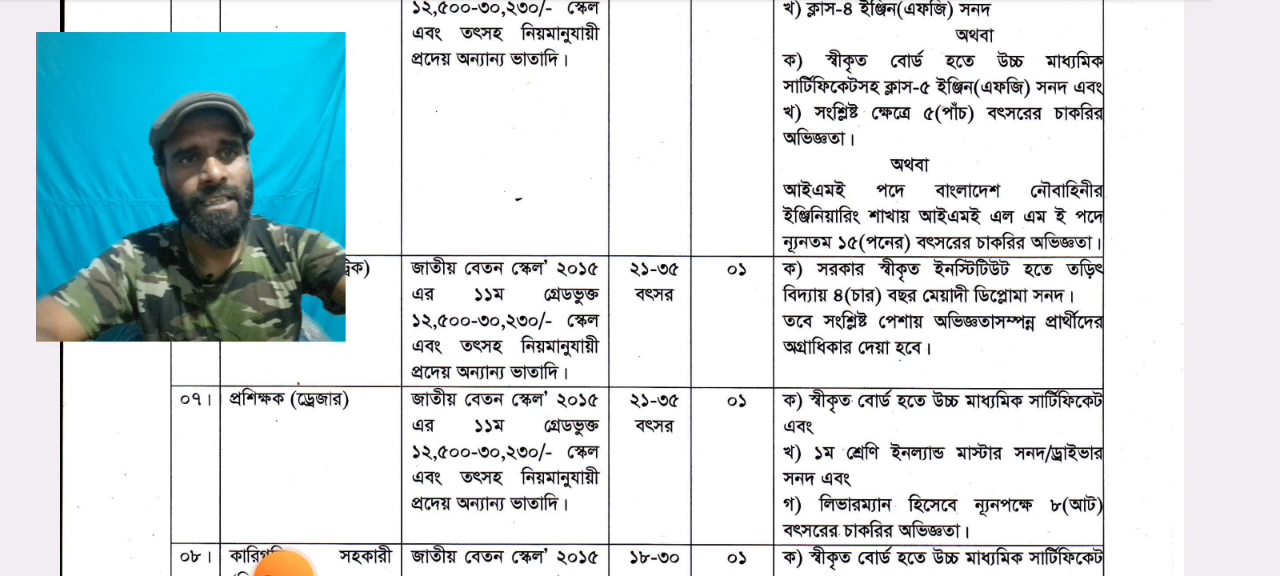 ১২,৫০০-৩০,২৩০/- স্কেল
এবং তৎসহ নিয়মানুযায়ী
প্রদেয় অন্যান্য ভাতাদি।
খ) ক্লাস-৪ ইঞ্জিন(এফজি) সনদ
অথবা
ক) স্বীকৃত বোর্ড হতে উচ্চ মাধ্যমিক
সার্টিফিকেটসহ ক্লাস-৫ ইঞ্জিন(এফজি) সনদ এবং
খ) সংশ্লিষ্ট ক্ষেত্রে ৫(পাঁচ) বৎসরের চাকরির
অভিজ্ঞতা।
অথবা
আইএমই পদে বাংলাদেশ নৌবাহিনীর
ইঞ্জিনিয়ারিং শাখায় আইএমই এল এম ই পদে
ন্যূনতম ১৫(পনের) বৎসরের চাকরির অভিজ্ঞতা।
জাতীয় বেতন স্কেল' ২০১৫
এর ১১ম গ্রেডভুক্ত
১২,৫০০-৩০,২৩০/- স্কেল
এবং তৎসহ নিয়মানুযায়ী
প্রদেয় অন্যান্য ভাতাদি।
২১-৩৫
বৎসর
০১
ক) সরকার স্বীকৃত ইনস্টিটিউট হতে তড়িৎ
বিদ্যায় ৪(চার) বছর মেয়াদী ডিপ্লোমা সনদ।
তবে সংশ্লিষ্ট পেশায় অভিজ্ঞতাসম্পন্ন প্রার্থীদের
অগ্রাধিকার দেয়া হবে।
০৭। প্রশিক্ষক (ড্রেজার)
জাতীয় বেতন স্কেল' ২০১৫
এর ১১ম গ্রেডভুক্ত
১২,৫০০-৩০,২৩০/- স্কেল
এবং তৎসহ নিয়মানুযায়ী
প্রদেয় অন্যান্য ভাতাদি।
২১-৩৫
বৎসর
০১
ক) স্বীকৃত বোর্ড হতে উচ্চ মাধ্যমিক সার্টিফিকেট
এবং
খ) ১ম শ্রেণি ইনল্যান্ড মাস্টার সনদ/ড্রাইভার
সনদ এবং
গ) লিভারম্যান হিসেবে ন্যূনপক্ষে ৮(আট)
বৎসরের চাকরির অভিজ্ঞতা।
০৮। সহকারী
জাতীয় বেতন স্কেল' ২০১৫
১৮-৩০
০১
ক) স্বীকৃত বোর্ড হতে উচ্চ মাধ্যমিক সার্টিফিকেট